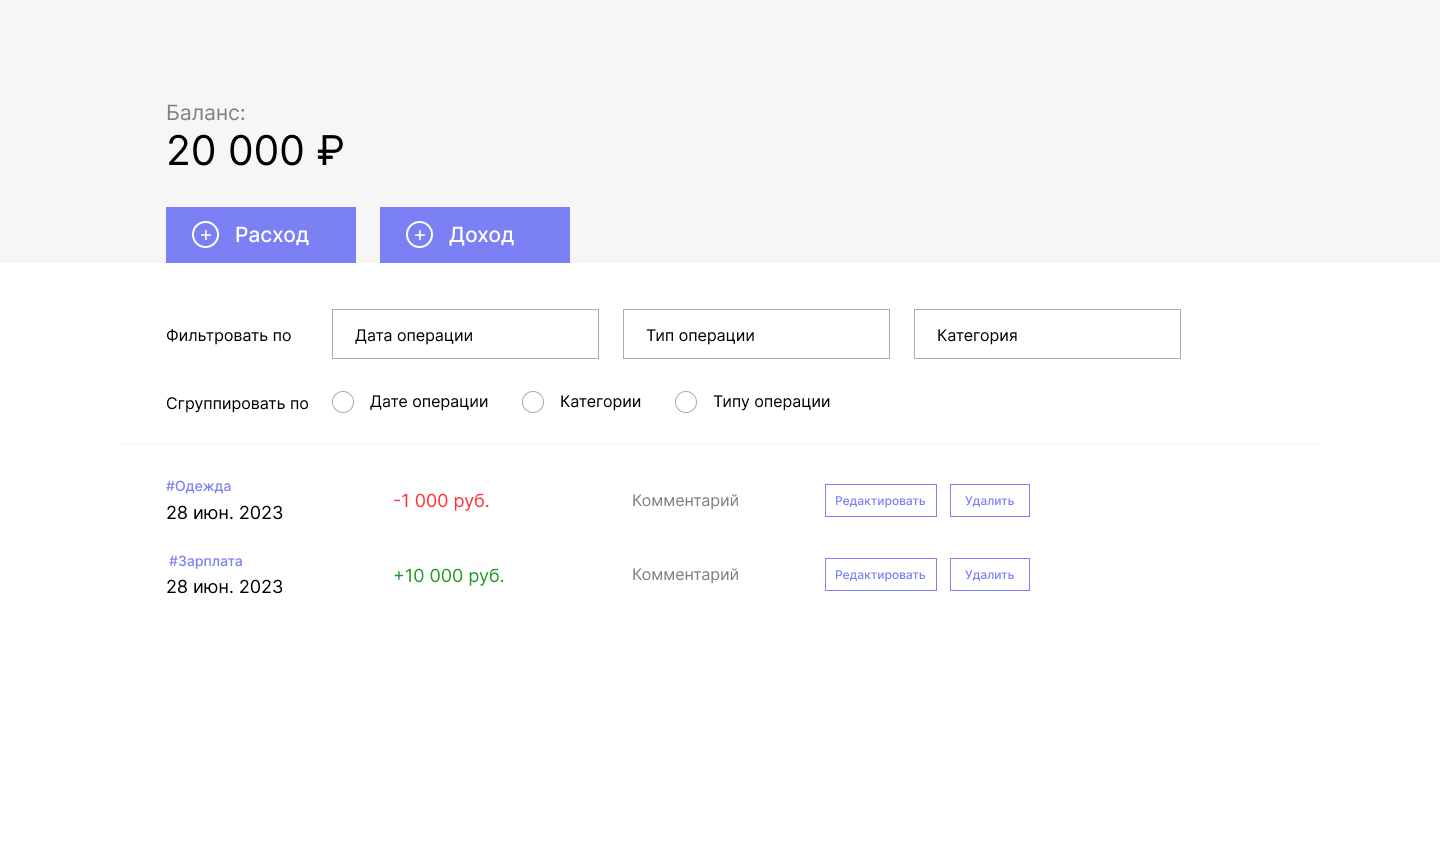 Баланс:
20 000 ₽
Расход
Доход
Фильтровать по
Дата операции
Тип операции
Категория
Сгруппировать по
Дате операции
Категории
Типу операции
#Одежда
28 июн. 2023
-1 000 руб.
Комментарий
Редактировать
Удалить
#Зарплата
28 июн. 2023
+10 000 руб.
Комментарий
Редактировать
Удалить